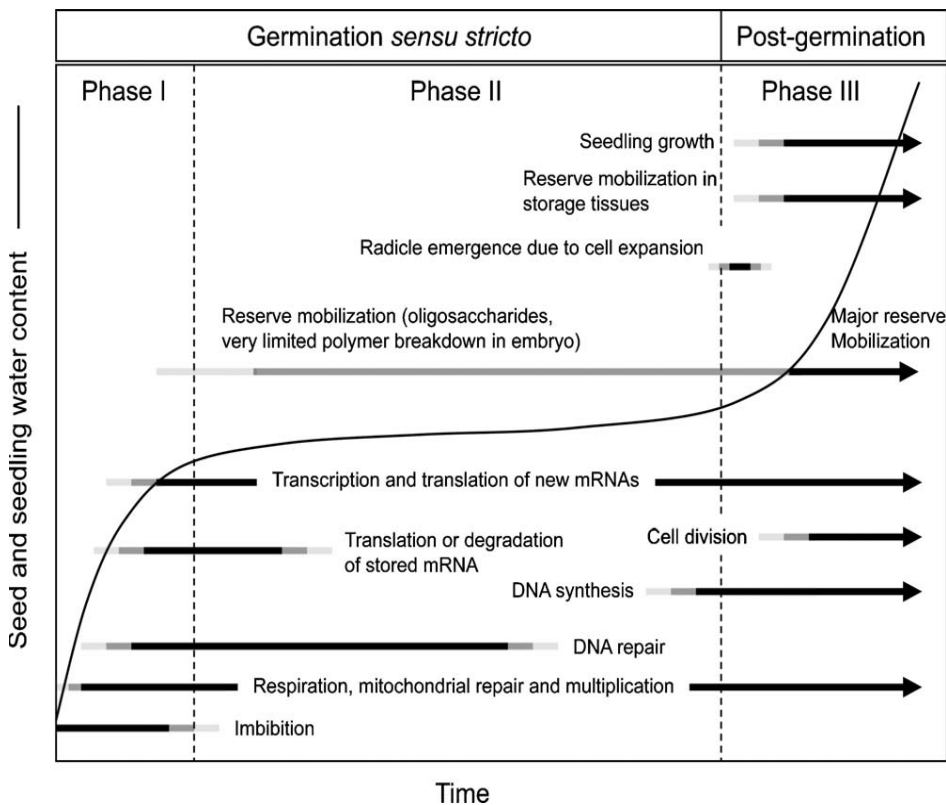 Germination sensu stricto
Post-germination
Phase I
Phase II
Phase III
Seedling growth
Reserve mobilization in
storage tissues
Radicle emergence due to cell expansion
Reserve mobilization (oligosaccharides,
very limited polymer breakdown in embryo)
Major reserve
Mobilization
Transcription and translation of new mRNAs
Cell division
Translation or degradation
of stored mRNA
DNA synthesis
DNA repair
Respiration, mitochondrial repair and multiplication
Imbibition
Seed and seedling water content
Time